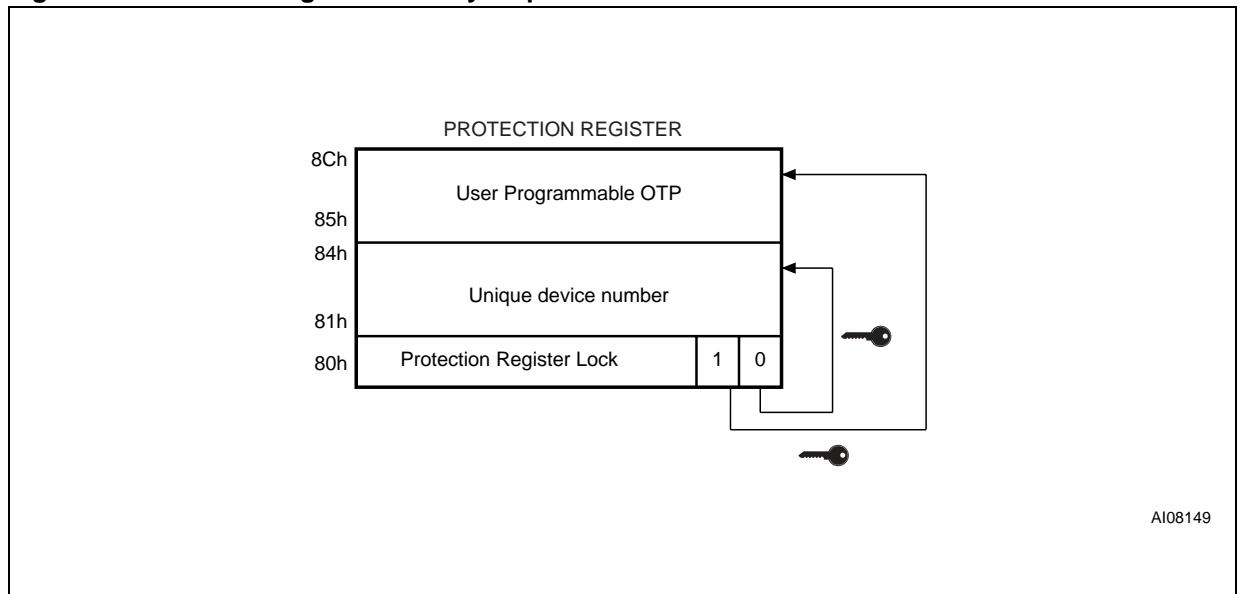 PROTECTION REGISTER
8Ch
User Programmable OTP
85h
84h
Unique device number
81h
80h Protection Register Lock 1 0
AI08149